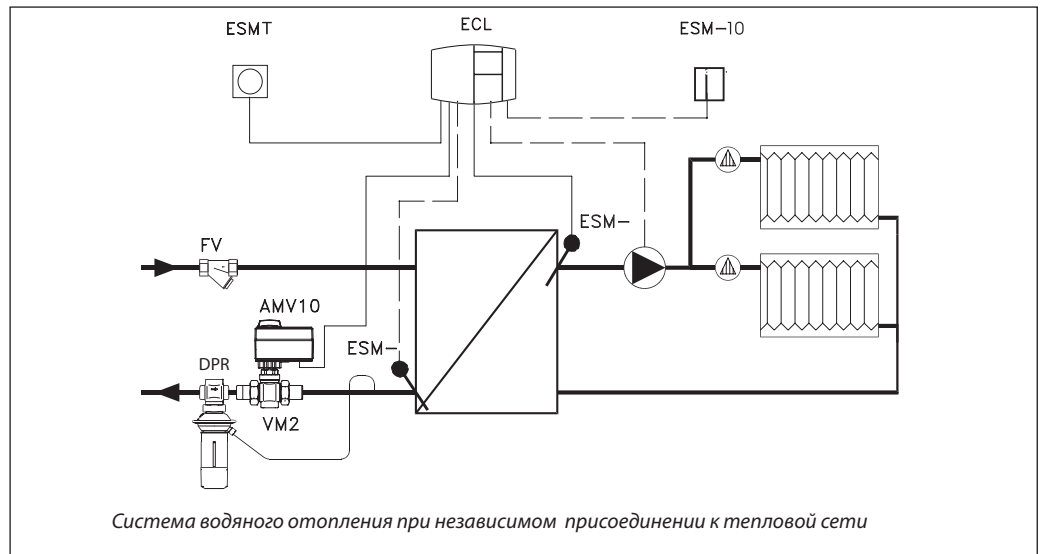 ESMT
ECL
ESM-10
ESM-
FV
AMV10
ESM-
DPR
VM2
Система водяного отопления при независимом присоединении к тепловой сети